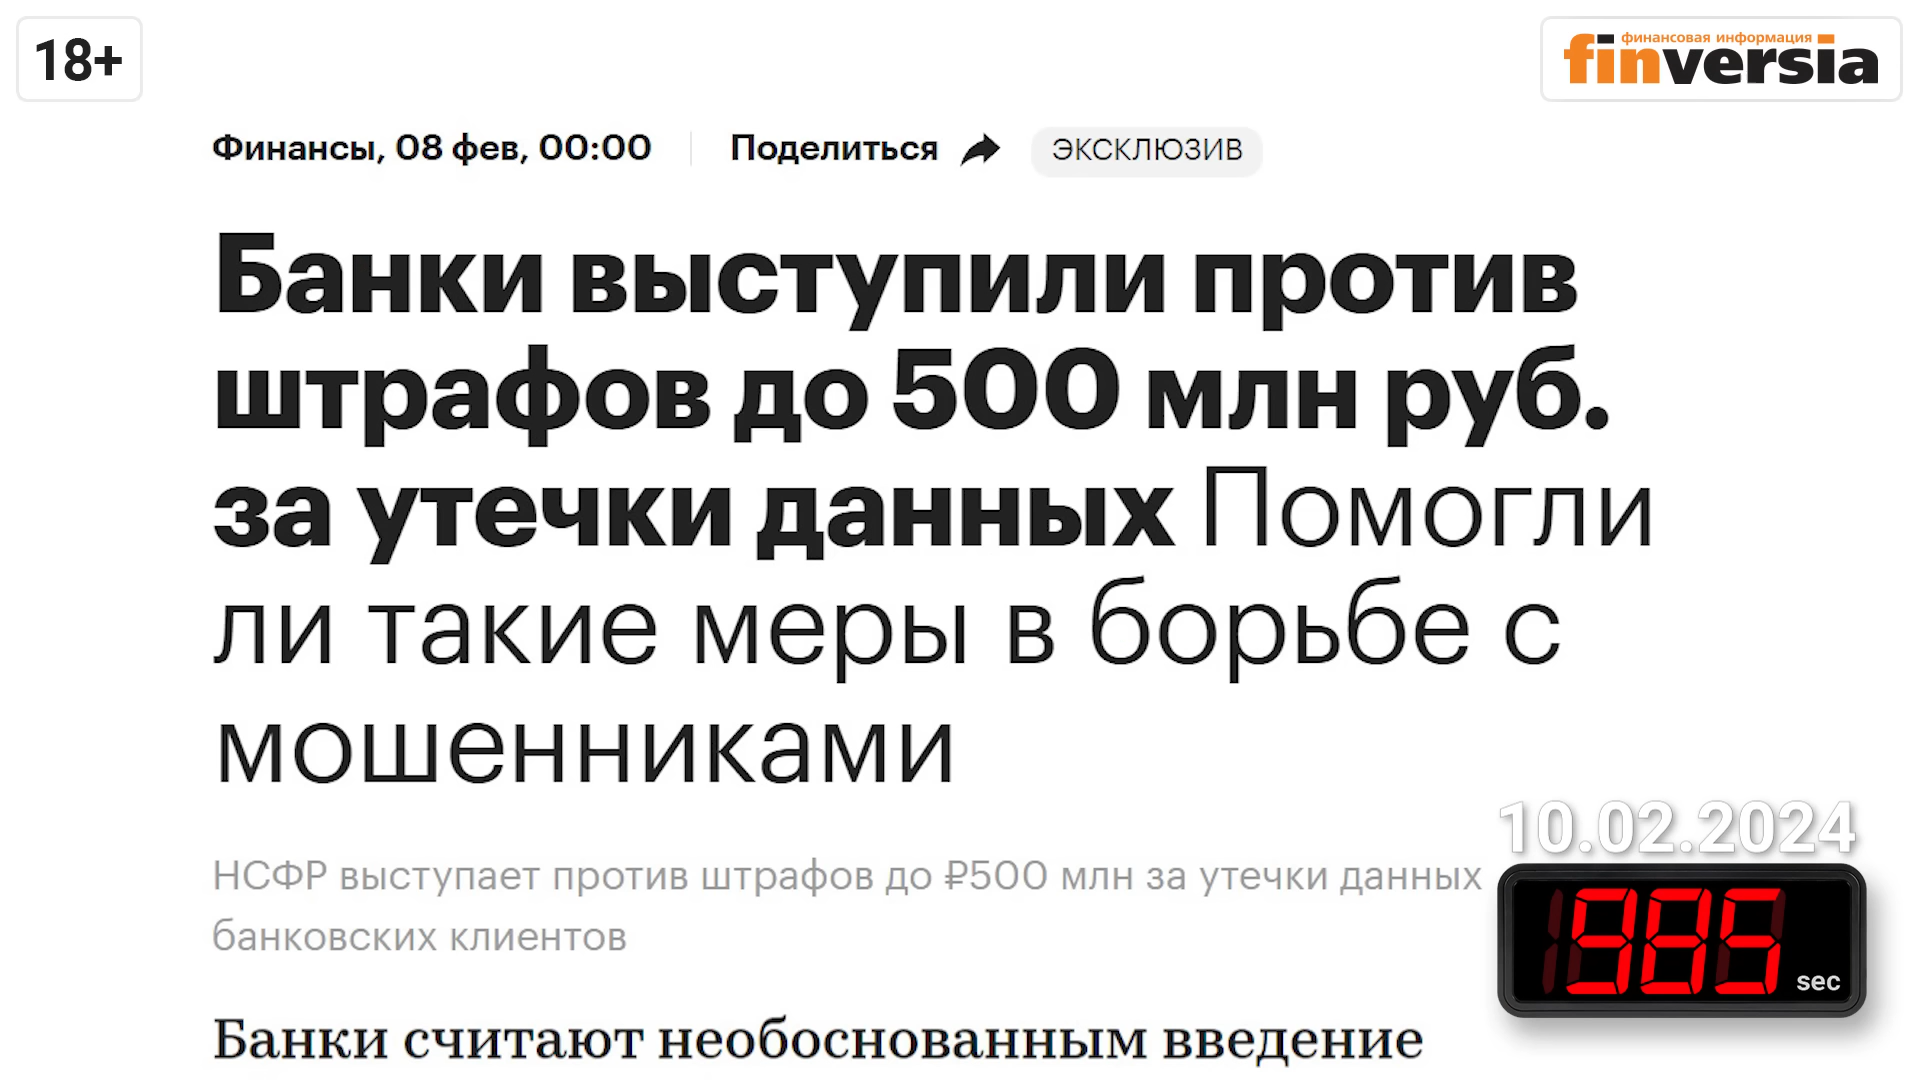 18+
финансовая информация
finversia
Финансы, 08 фев, 00:00
Поделиться
ЭКСКЛЮЗИВ
Банки выступили против
штрафов до 500 млн руб.
за утечки данных Помогли
ли такие меры в борьбе с
мошенниками
10.02.2024
НСФР выступает против штрафов до ₽500 млн за утечки данных
банковских клиентов
985
sec
Банки считают необоснованным введение